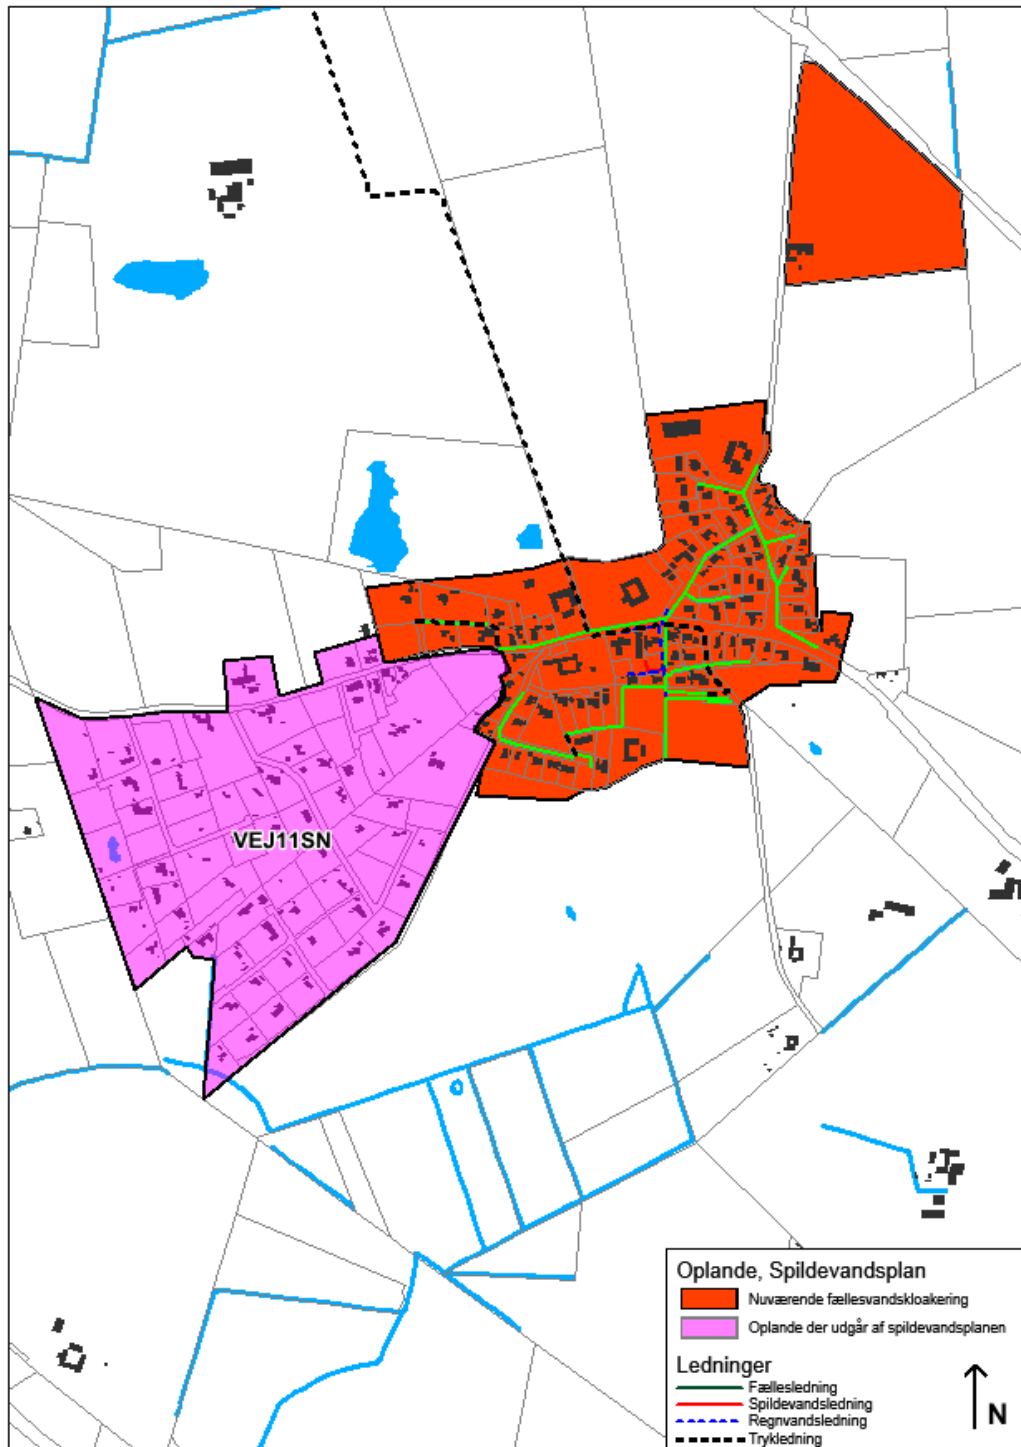 VEJ11SN
Oplande, Spildevandsplan
Nuværende fællesvandskloakering
Oplande der udgår af spildevandsplanen
Ledninger
Fællesledning
Spildevandsledning
Regnvandsledning
Trykledning
N